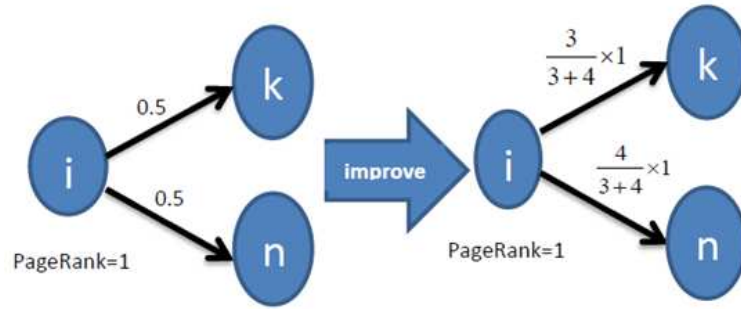 k
0.5
i
0.5
n
PageRank=1
improve
3/(3+4) ×1
k
i
4/(3+4) ×1
n
PageRank=1